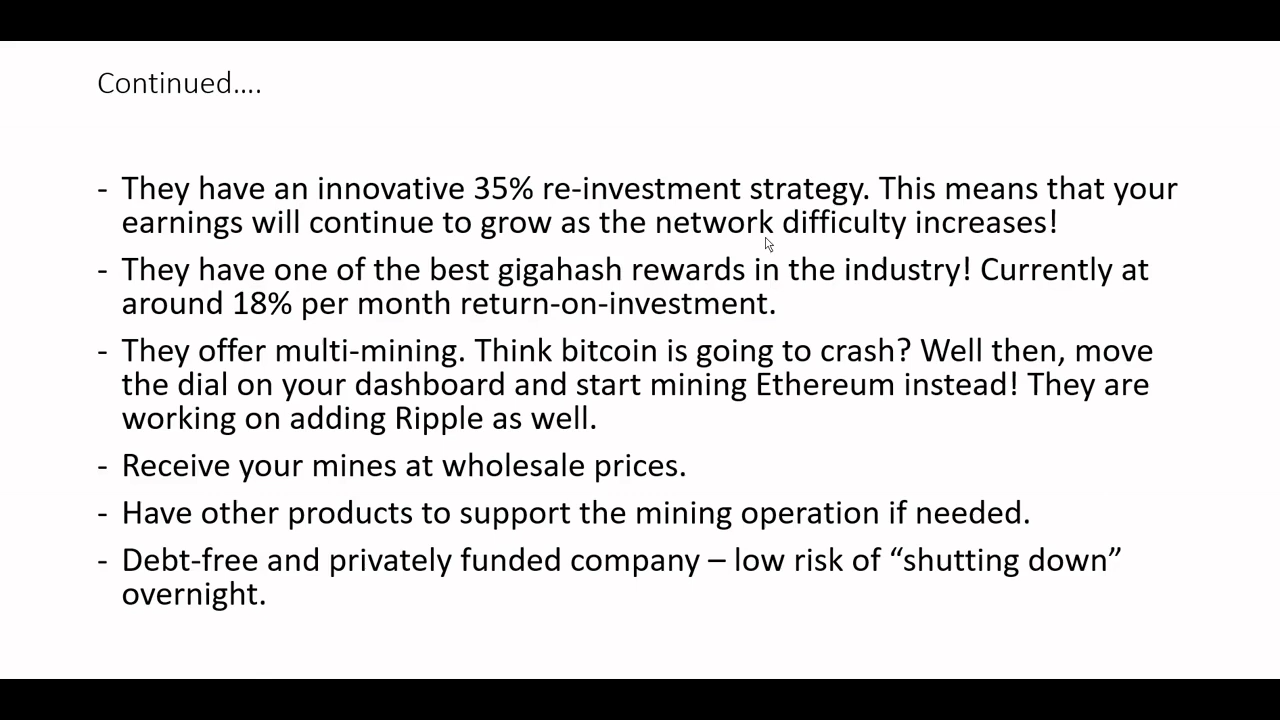 Continued....
- They have an innovative 35% re-investment strategy. This means that your
earnings will continue to grow as the network difficulty increases!
- They have one of the best gigahash rewards in the industry! Currently at
around 18% per month return-on-investment.
- They offer multi-mining. Think bitcoin is going to crash? Well then, move
the dial on your dashboard and start mining Ethereum instead! They are
working on adding Ripple as well.
- Receive your mines at wholesale prices.
- Have other products to support the mining operation if needed.
- Debt-free and privately funded company – low risk of “shutting down”
overnight.